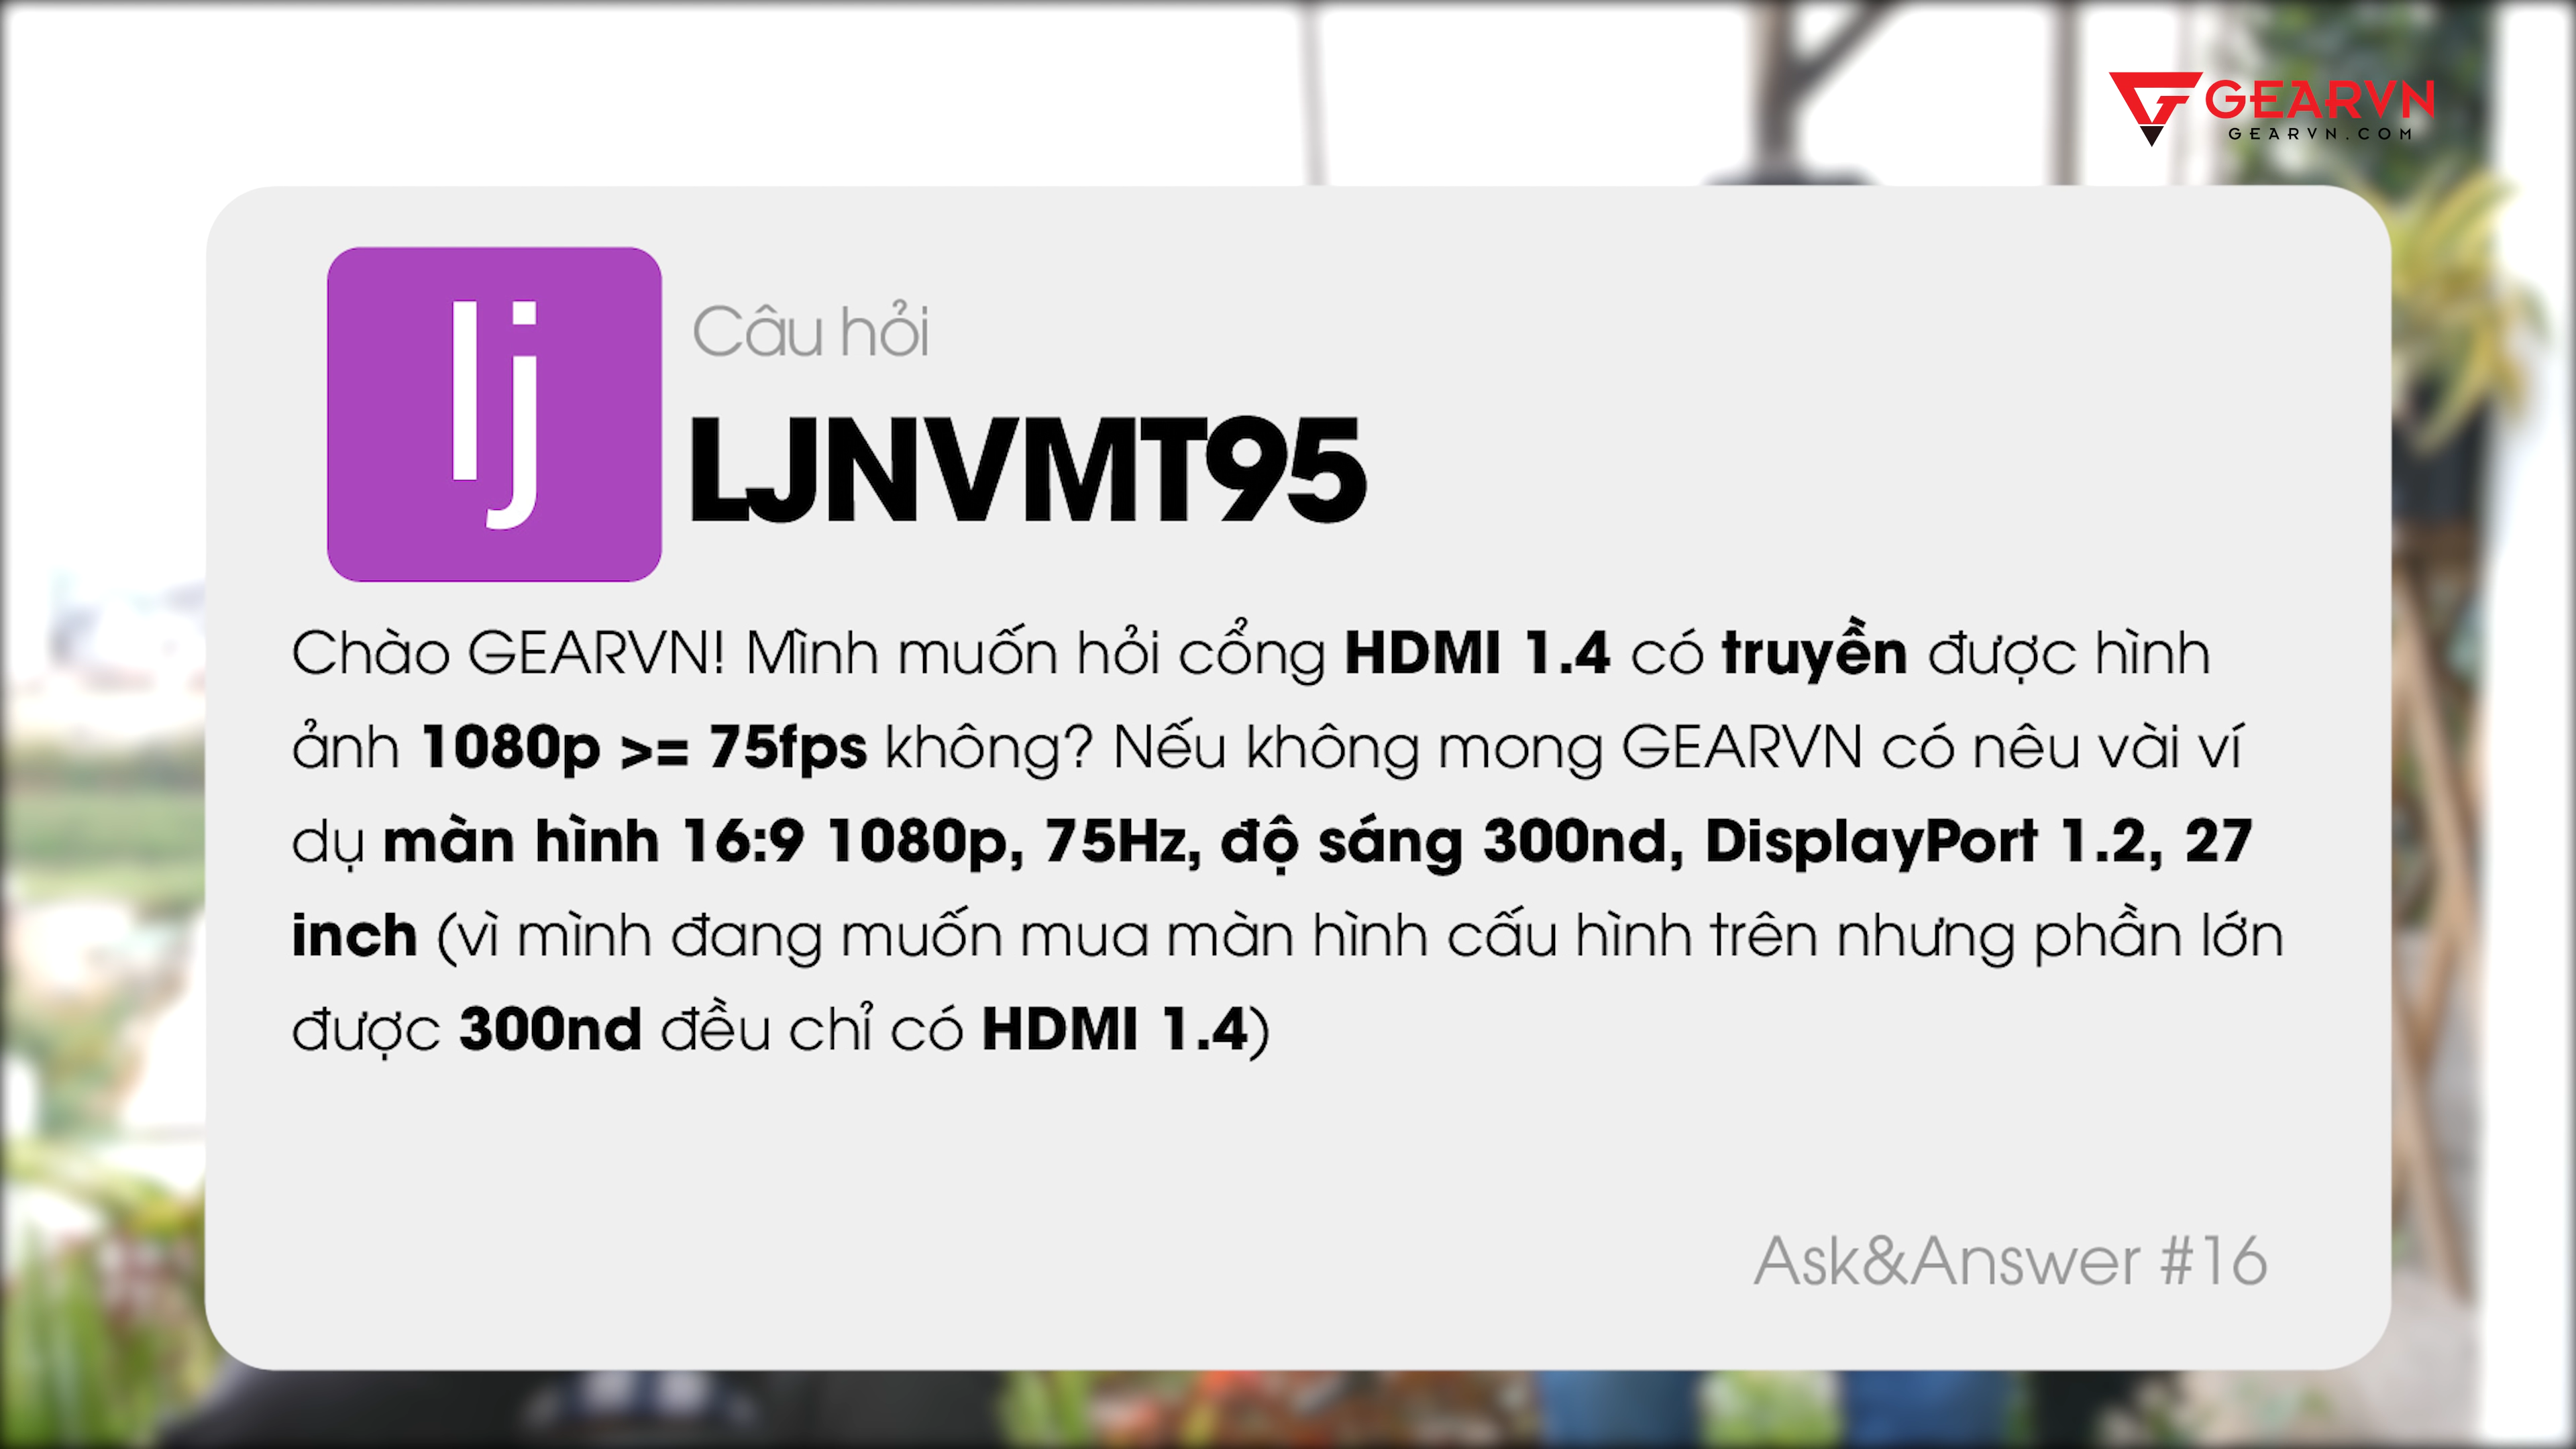 GEARVN
GEARVN.COM
lj
Câu hỏi
LJNVMT95
Chào GEARVN! Mình muốn hỏi cổng HDMI 1.4 có truyền được hình
ảnh 1080p >= 75fps không? Nếu không mong GEARVN có nêu vài ví
dụ màn hình 16:9 1080p, 75Hz, độ sáng 300nd, DisplayPort 1.2, 27
inch (vì mình đang muốn mua màn hình cấu hình trên nhưng phần lớn
được 300nd đều chỉ có HDMI 1.4)
Ask&Answer #16